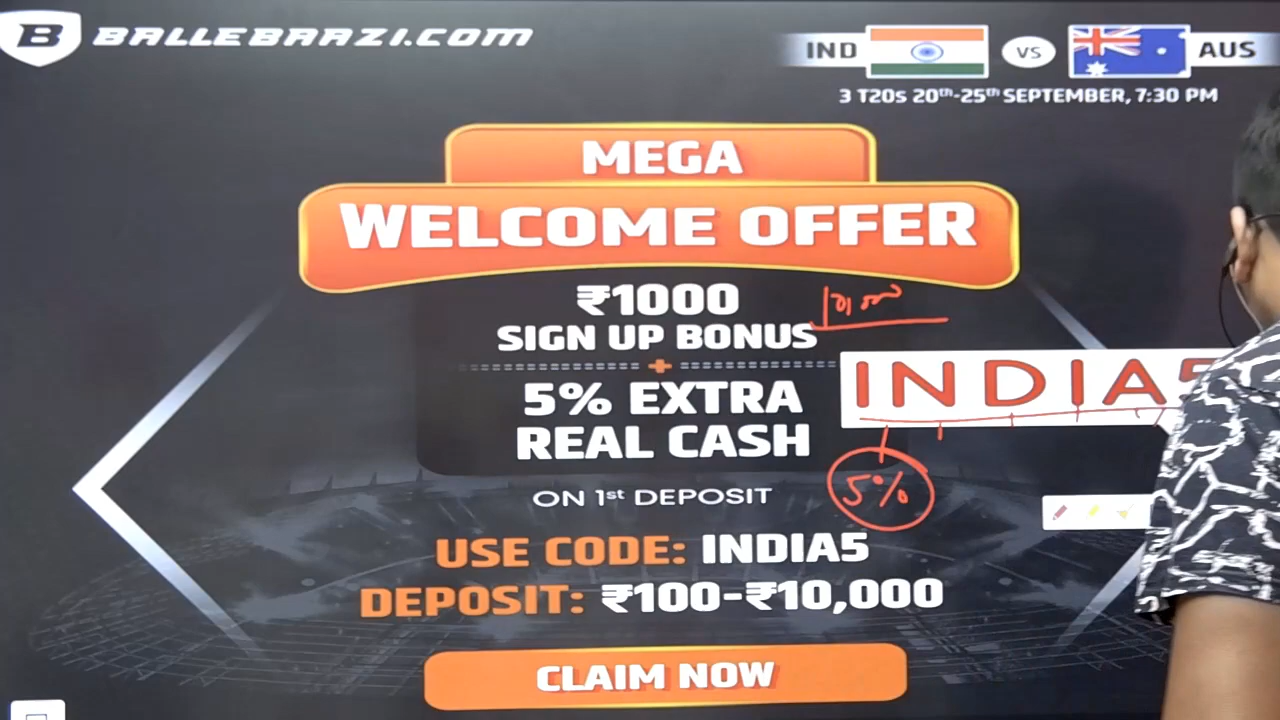 B BALLEBAAZI.COM
IND VS AUS
3 T20s 20th-25th SEPTEMBER, 7:30 PM
MEGA
WELCOME OFFER
₹1000
SIGN UP BONUS
+
5% EXTRA
REAL CASH
INDIA5
5%
ON 1st DEPOSIT
USE CODE: INDIA5
DEPOSIT: ₹100-₹10,000
CLAIM NOW